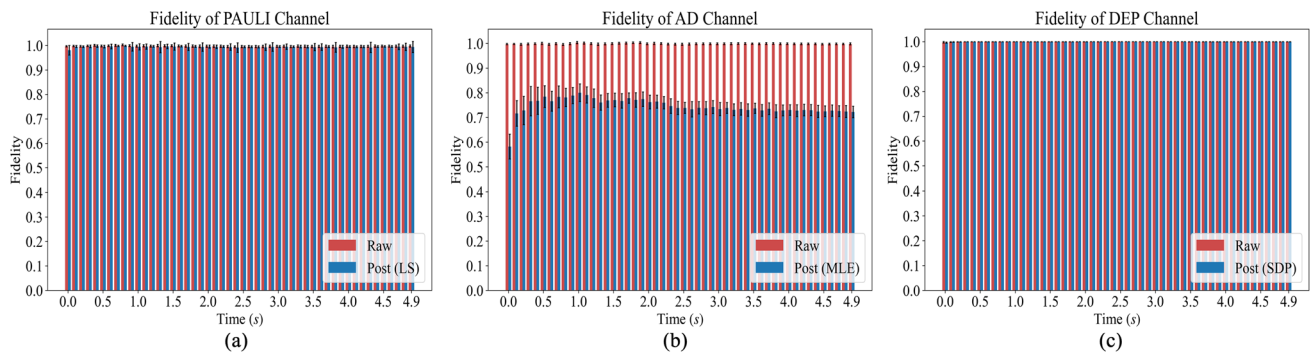 Fidelity of PAULI Channel
Fidelity
1.0
0.9
0.8
0.7
0.6
0.5
0.4
0.3
0.2
0.1
0.0
Raw
Post (LS)
0.0 0.5 1.0 1.5 2.0 2.5 3.0 3.5 4.0 4.5 4.9
Time (s)
(a)
Fidelity of AD Channel
Fidelity
1.0
0.9
0.8
0.7
0.6
0.5
0.4
0.3
0.2
0.1
0.0
Raw
Post (MLE)
0.0 0.5 1.0 1.5 2.0 2.5 3.0 3.5 4.0 4.5 4.9
Time (s)
(b)
Fidelity of DEP Channel
Fidelity
1.0
0.9
0.8
0.7
0.6
0.5
0.4
0.3
0.2
0.1
0.0
Raw
Post (SDP)
0.0 0.5 1.0 1.5 2.0 2.5 3.0 3.5 4.0 4.5 4.9
Time (s)
(c)